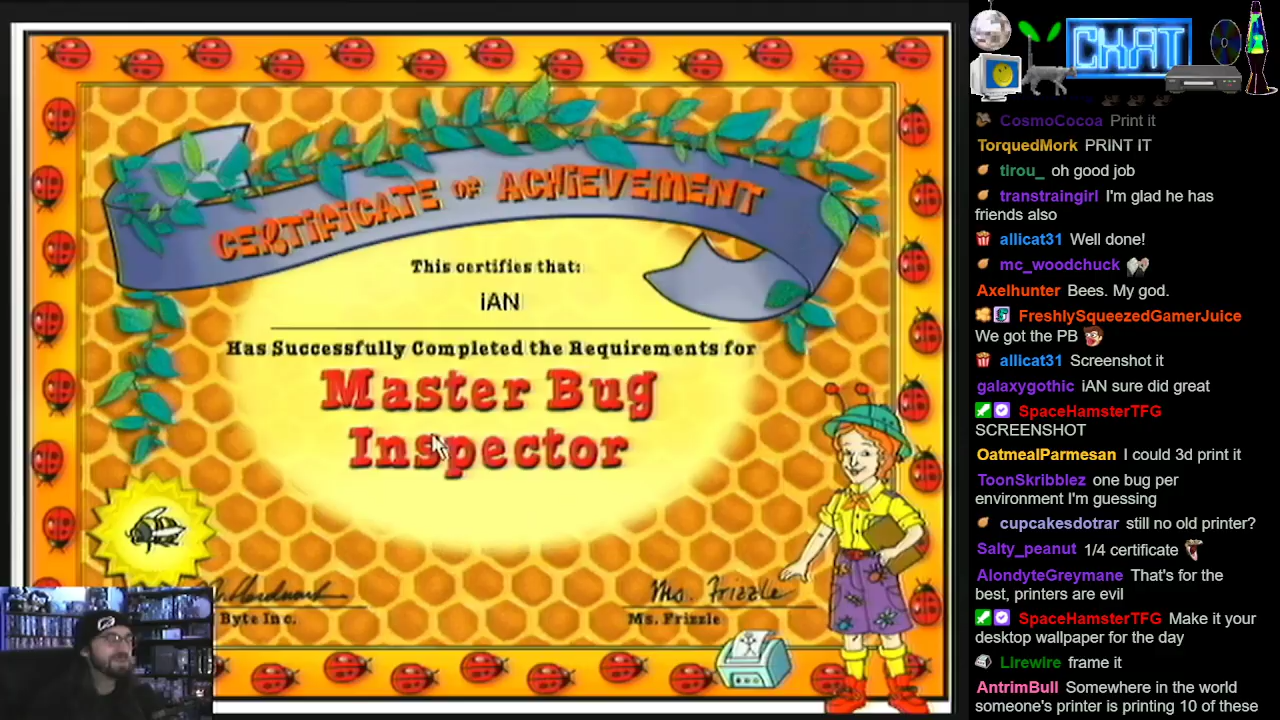 CERTIFICATE OF ACHIEVEMENT
This certifies that:
iAN
Has Successfully Completed the Requirements for
Master Bug
Inspector
Byte Inc.
Ms. Frizzle
Ms. Frizzle
CHAT
CosmoCocoa Print it
TorquedMork PRINT IT
tirou_ oh good job
transtraingirl I'm glad he has
friends also
allicat31 Well done!
mc_woodchuck
Axelhunter Bees. My god.
FreshlySqueezedGamerJuice
We got the PB
allicat31 Screenshot it
galaxygothic iAN sure did great
SpaceHamsterTFG
SCREENSHOT
OatmealParmesan I could 3d print it
ToonSkribblez one bug per
environment I'm guessing
cupcakesdotrar still no old printer?
Salty_peanut 1/4 certificate
AlondyteGreymane That's for the
best, printers are evil
SpaceHamsterTFG Make it your
desktop wallpaper for the day
Lirewire frame it
AntrimBull Somewhere in the world
someone's printer is printing 10 of these